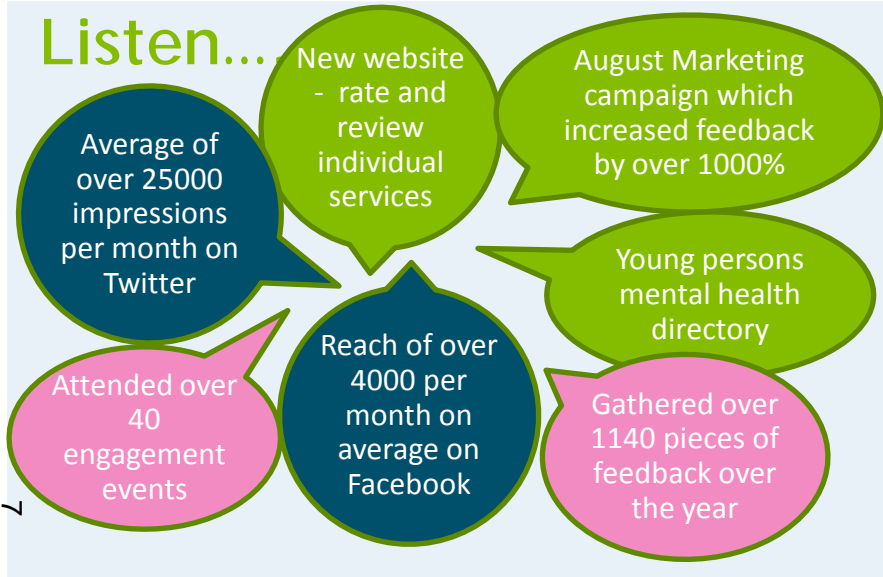 Listen....
New website
- rate and
review
individual
services
August Marketing
campaign which
increased feedback
by over 1000%
Average of
over 25000
impressions
per month on
Twitter
Young persons
mental health
directory
Attended over
40
engagement
events
Reach of over
4000 per
month on
average on
Facebook
Gathered over
1140 pieces of
feedback over
the year
7